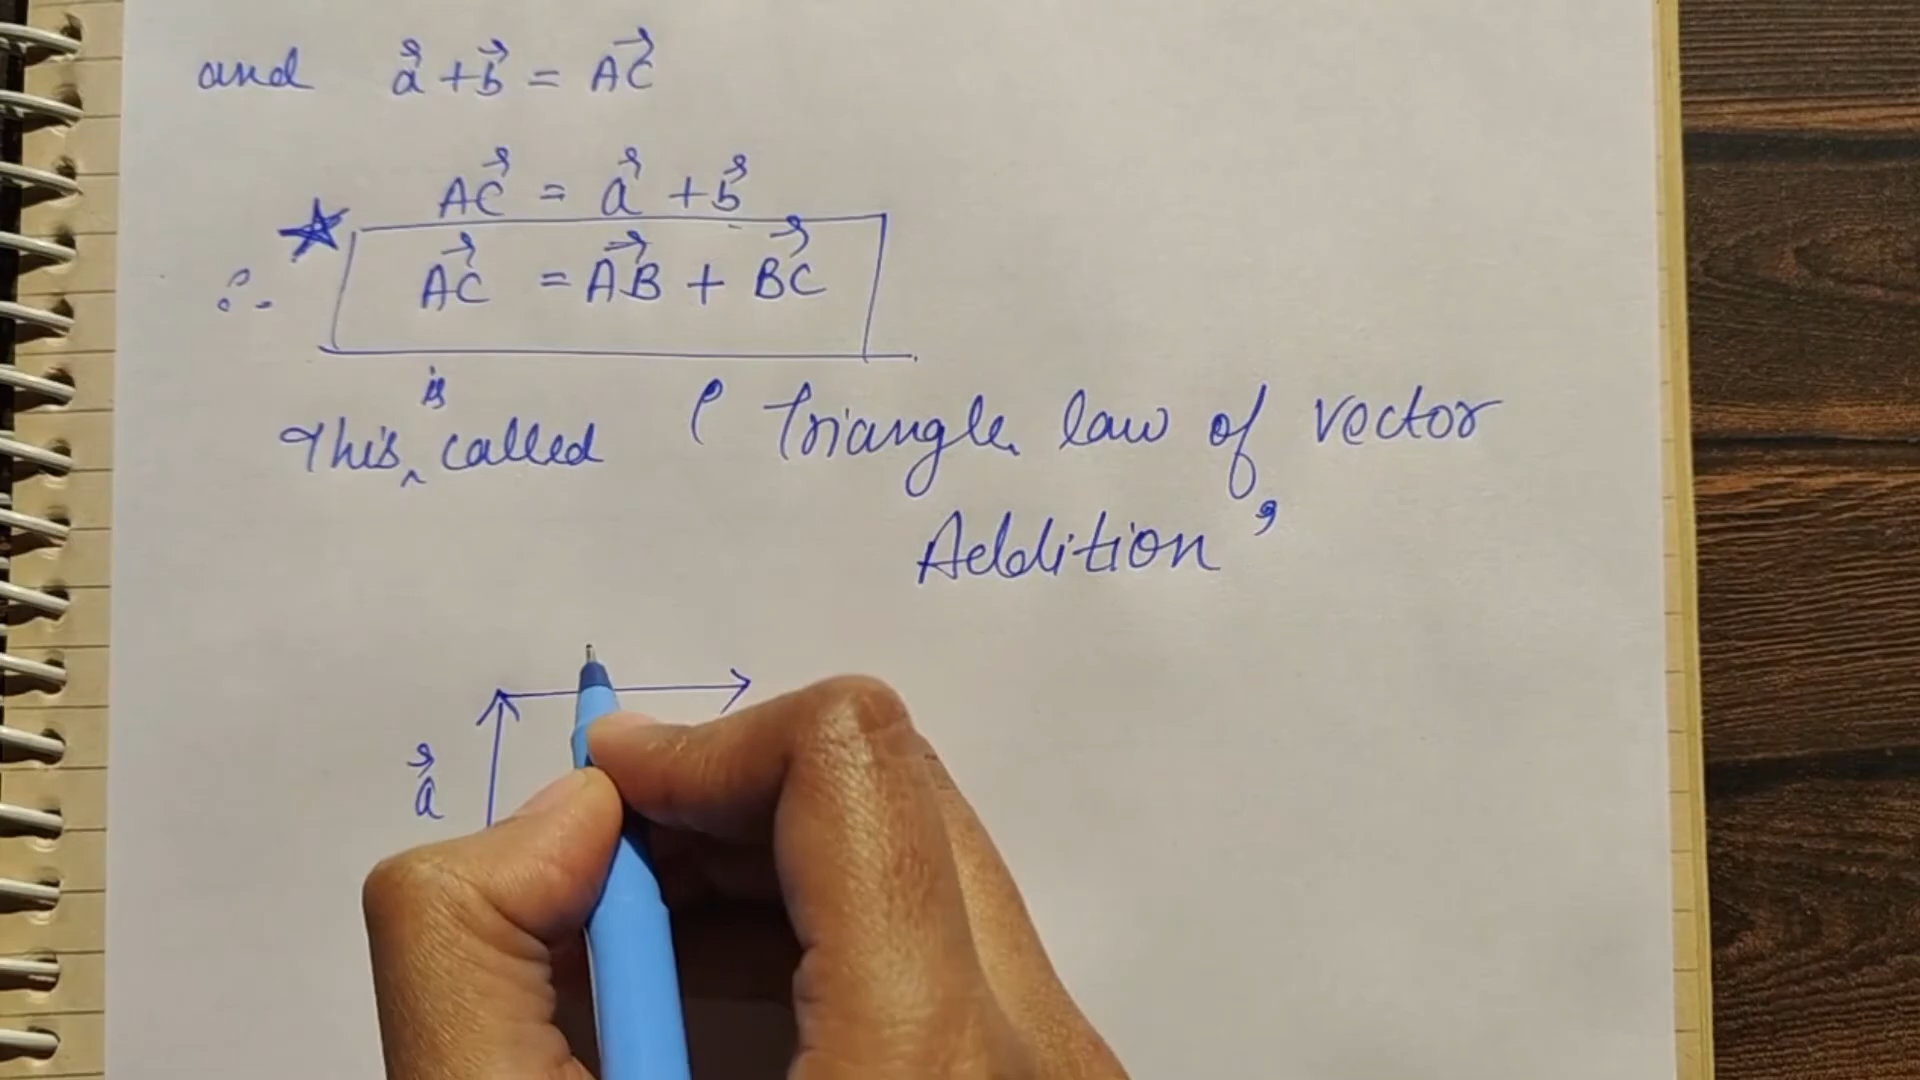 and a⃗ + b⃗ = AC⃗
AC⃗ = a⃗ + b⃗
∴ AC⃗ = AB⃗ + BC⃗
This is called ' Triangle law of vector
Addition '
a⃗